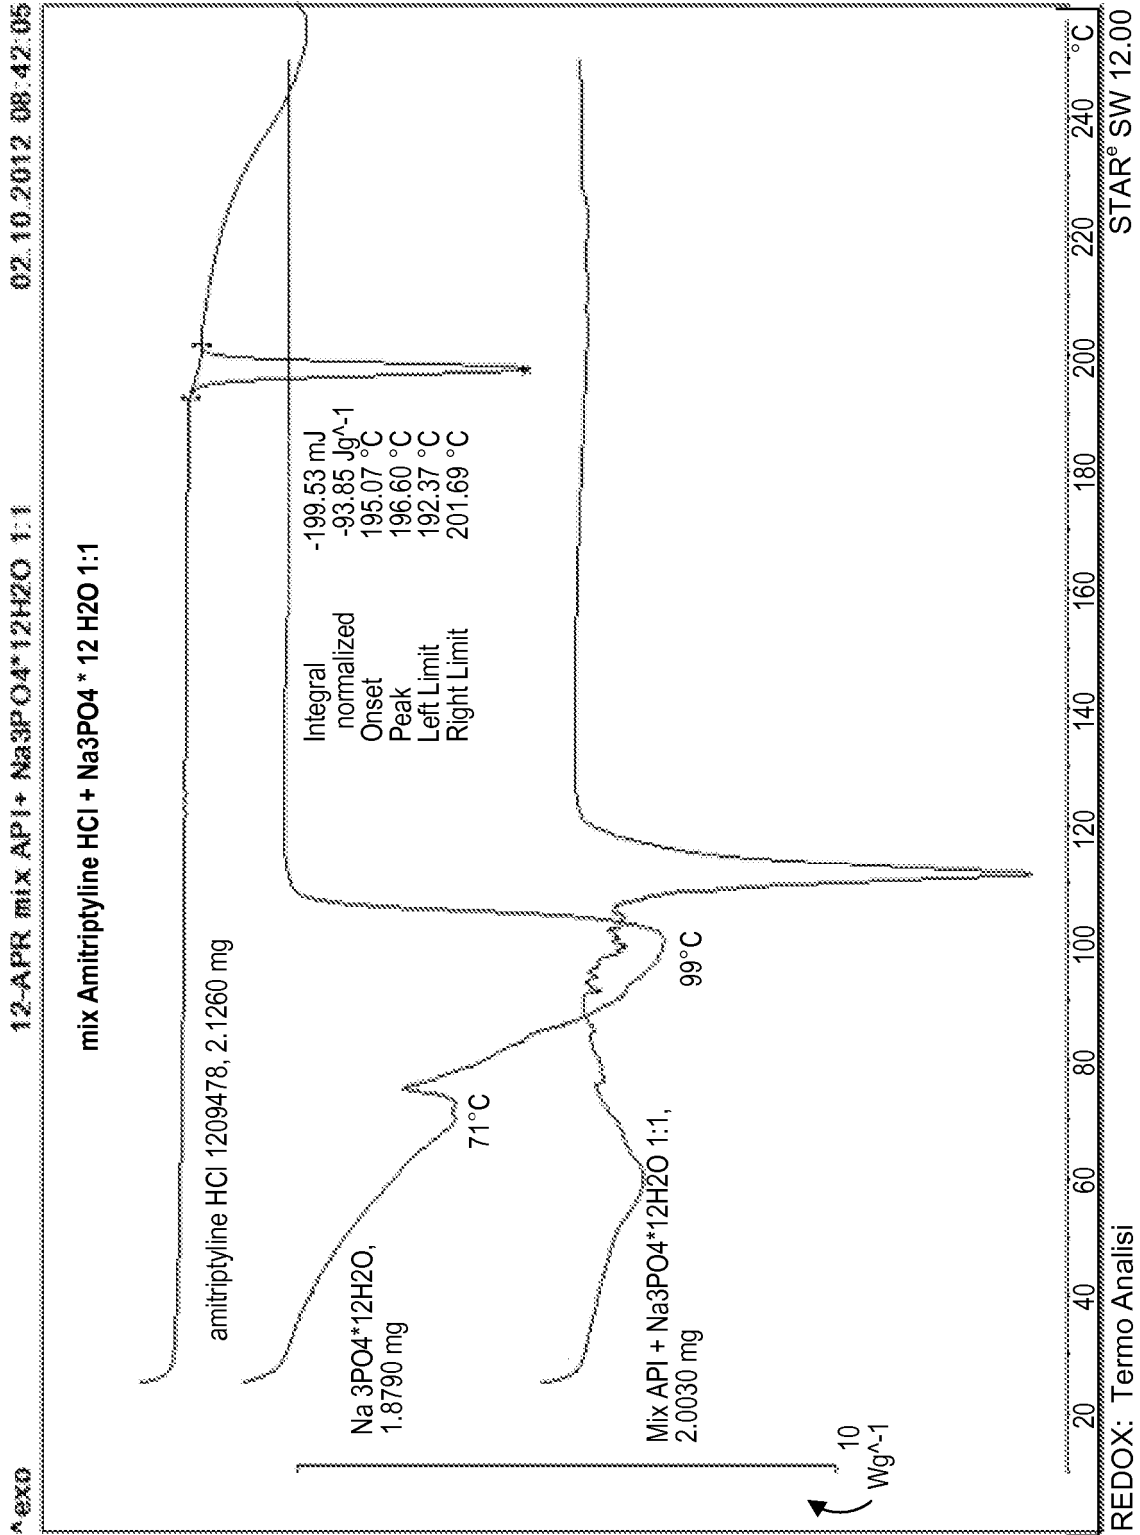 ^exo
12-APR mix API+ Na3PO4*12H2O 1:1
02.10.2012 08:42:05
mix Amitriptyline HCl + Na3PO4 * 12 H2O 1:1
amitriptyline HCl 1209478, 2.1260 mg
Integral -199.53 mJ
normalized -93.85 Jg^-1
Onset 195.07 °C
Peak 196.60 °C
Left Limit 192.37 °C
Right Limit 201.69 °C
Na 3PO4*12H2O,
1.8790 mg
71°C
99°C
Mix API + Na3PO4*12H2O 1:1,
2.0030 mg
10
Wg^-1
20 40 60 80 100 120 140 160 180 200 220 240 °C
REDOX: Termo Analisi
STARe SW 12.00